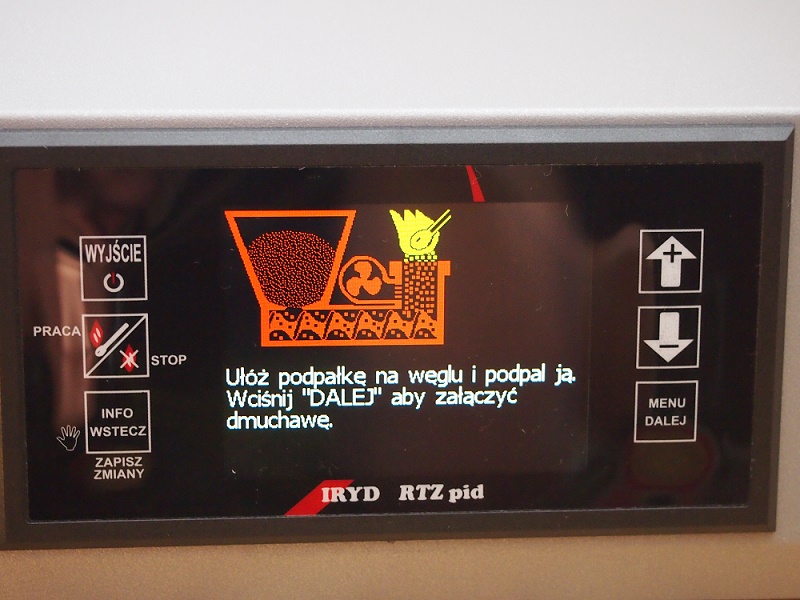 WYJŚCIE
PRACA
STOP
INFO
WSTECZ
ZAPISZ
ZMIANY
Ułóż podpałkę na węglu i podpal ją.
Wciśnij "DALEJ" aby załączyć
dmuchawę.
+
-
MENU
DALEJ
IRYD RTZ pid